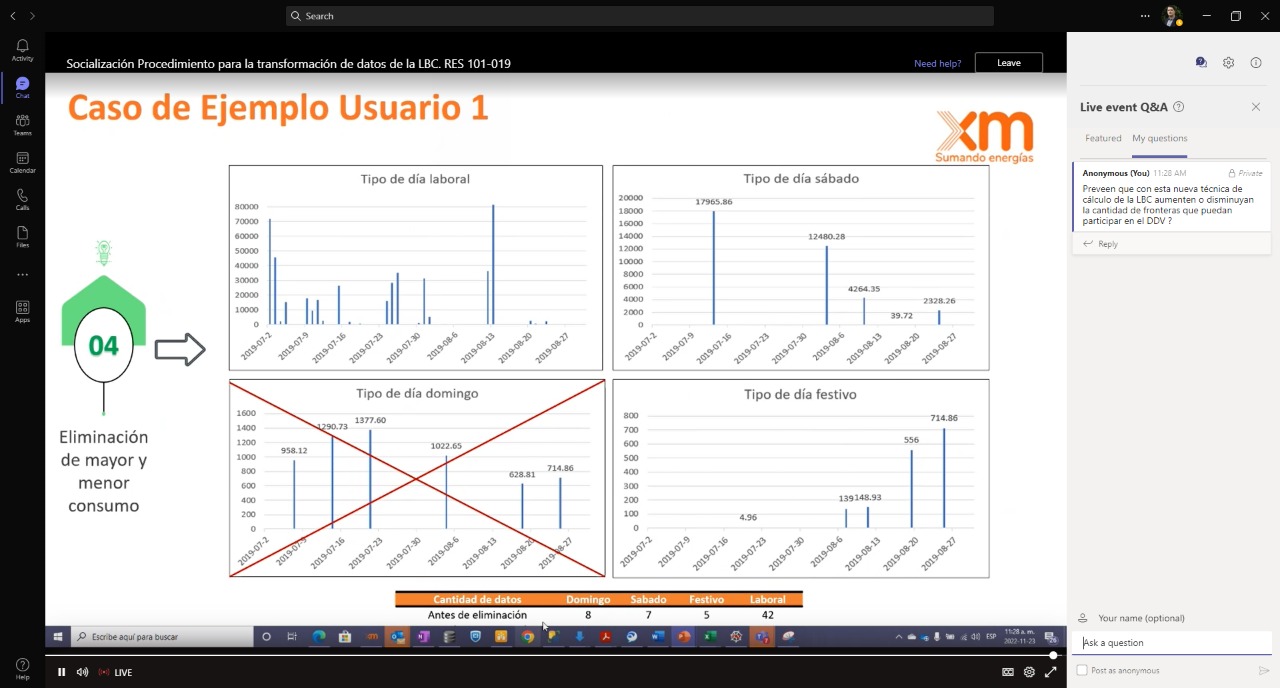 Search
Activity
Chat
Teams
Calendar
Calls
Files
Apps
Help
Socialización Procedimiento para la transformación de datos de la LBC. RES 101-019
Need help?
Leave
Caso de Ejemplo Usuario 1
xm
Sumando energías
04
Eliminación
de mayor y
menor
consumo
Tipo de día laboral
80000
70000
60000
50000
40000
30000
20000
10000
0
2019-07-2
2019-07-9
2019-07-16
2019-07-23
2019-07-30
2019-08-6
2019-08-13
2019-08-20
2019-08-27
Tipo de día sábado
20000
18000
16000
14000
12000
10000
8000
6000
4000
2000
0
17965.86
12480.28
4264.35
39.72
2328.26
2019-07-2
2019-07-9
2019-07-16
2019-07-23
2019-07-30
2019-08-6
2019-08-13
2019-08-20
2019-08-27
Tipo de día domingo
1600
1400
1200
1000
800
600
400
200
0
958.12
1290.73
1377.60
1022.65
628.81
714.86
2019-07-2
2019-07-9
2019-07-16
2019-07-23
2019-07-30
2019-08-6
2019-08-13
2019-08-20
2019-08-27
Tipo de día festivo
800
700
600
500
400
300
200
100
0
4.96
139
148.93
556
714.86
2019-07-2
2019-07-9
2019-07-16
2019-07-23
2019-07-30
2019-08-6
2019-08-13
2019-08-20
2019-08-27
Cantidad de datos Domingo Sabado Festivo Laboral
Antes de eliminación 8 7 5 42
Escribe aquí para buscar
ESP
11:28 a. m.
2022-11-23
LIVE
Live event Q&A
Featured
My questions
Anonymous (You) 11:28 AM
Private
Preveen que con esta nueva técnica de
cálculo de la LBC aumenten o disminuyan
la cantidad de fronteras que puedan
participar en el DDV ?
Reply
Your name (optional)
Ask a question
Post as anonymous